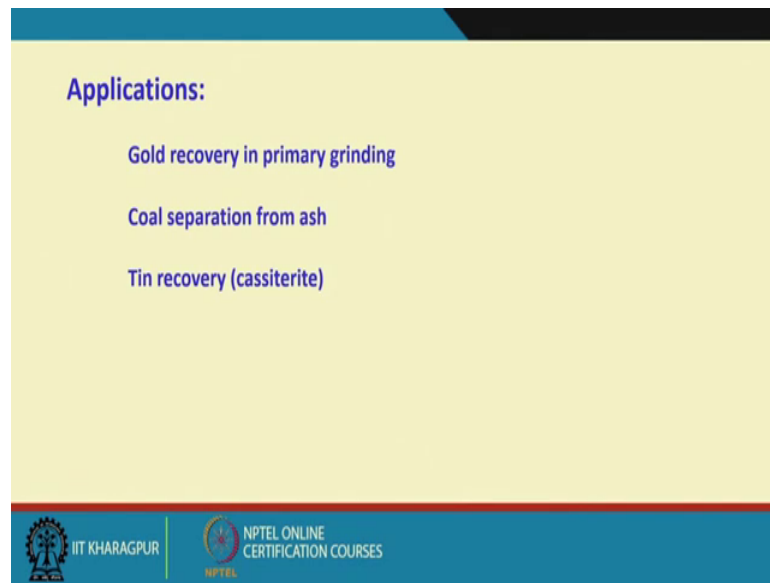 Applications:
Gold recovery in primary grinding
Coal separation from ash
Tin recovery (cassiterite)
IIT KHARAGPUR
NPTEL
NPTEL ONLINE
CERTIFICATION COURSES